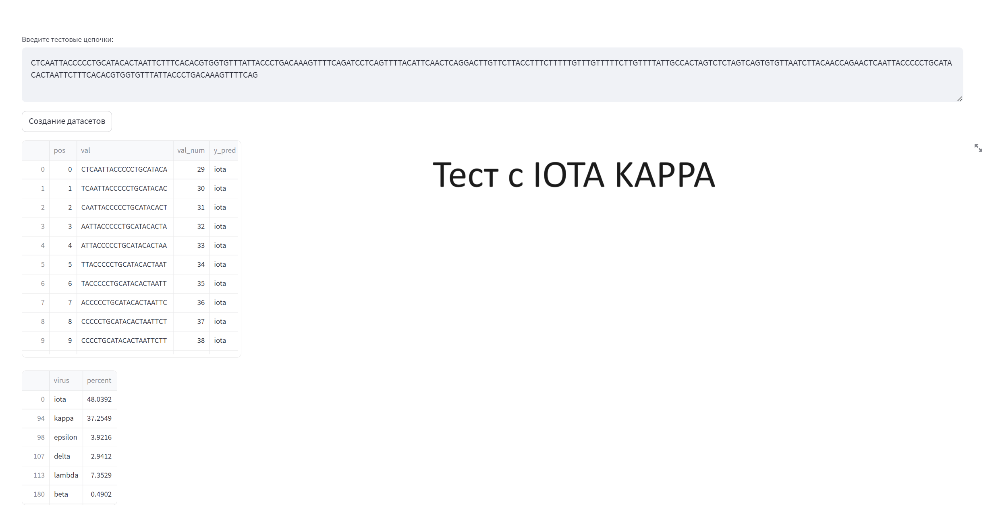 Введите тестовые цепочки:
CTCAATTACCCCCTGCATACACTAATTCTTTCACACGTGGTGTTTATTACCCTGACAAAGTTTTCAGATCCTCAGTTTTACATTCAACTCAGGACTTGTTCTTACCTTTCTTTTTGTTTGTTTTTCTTGTTTTATTGCCACTAGTCTCTAGTCAGTGTGTTAATCTTACAACCAGAACTCAATTACCCCCTGCATA
CACTAATTCTTTCACACGTGGTGTTTATTACCCTGACAAAGTTTTCAG
Создание датасетов
pos val val_num y_pred
0 0 CTCAATTACCCCCTGCATACA 29 iota
1 1 TCAATTACCCCCTGCATACAC 30 iota
2 2 CAATTACCCCCTGCATACACT 31 iota
3 3 AATTACCCCCTGCATACACTA 32 iota
4 4 ATTACCCCCTGCATACACTAA 33 iota
5 5 TTACCCCCTGCATACACTAAT 34 iota
6 6 TACCCCCTGCATACACTAATT 35 iota
7 7 ACCCCCTGCATACACTAATTC 36 iota
8 8 CCCCCTGCATACACTAATTCT 37 iota
9 9 CCCCTGCATACACTAATTCTT 38 iota
Тест с IOTA KAPPA
virus percent
0 iota 48.0392
94 kappa 37.2549
98 epsilon 3.9216
107 delta 2.9412
113 lambda 7.3529
180 beta 0.4902